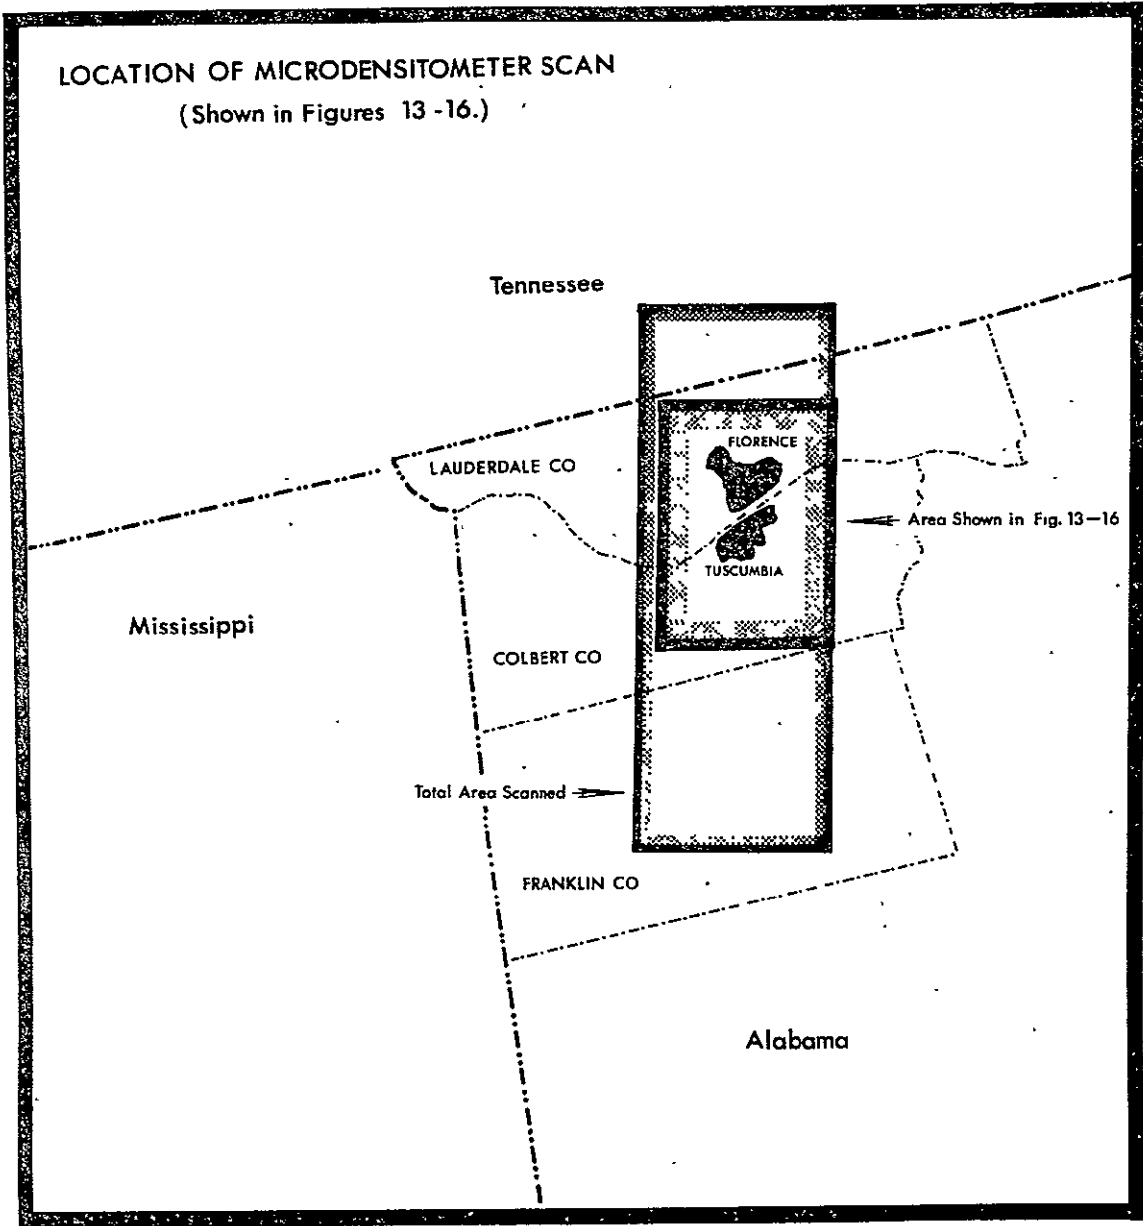 LOCATION OF MICRODENSITOMETER SCAN
(Shown in Figures 13-16.)
Tennessee
FLORENCE
LAUDERDALE CO
Area Shown in Fig. 13-16
TUSCUMBIA
Mississippi
COLBERT CO
Total Area Scanned
FRANKLIN CO
Alabama